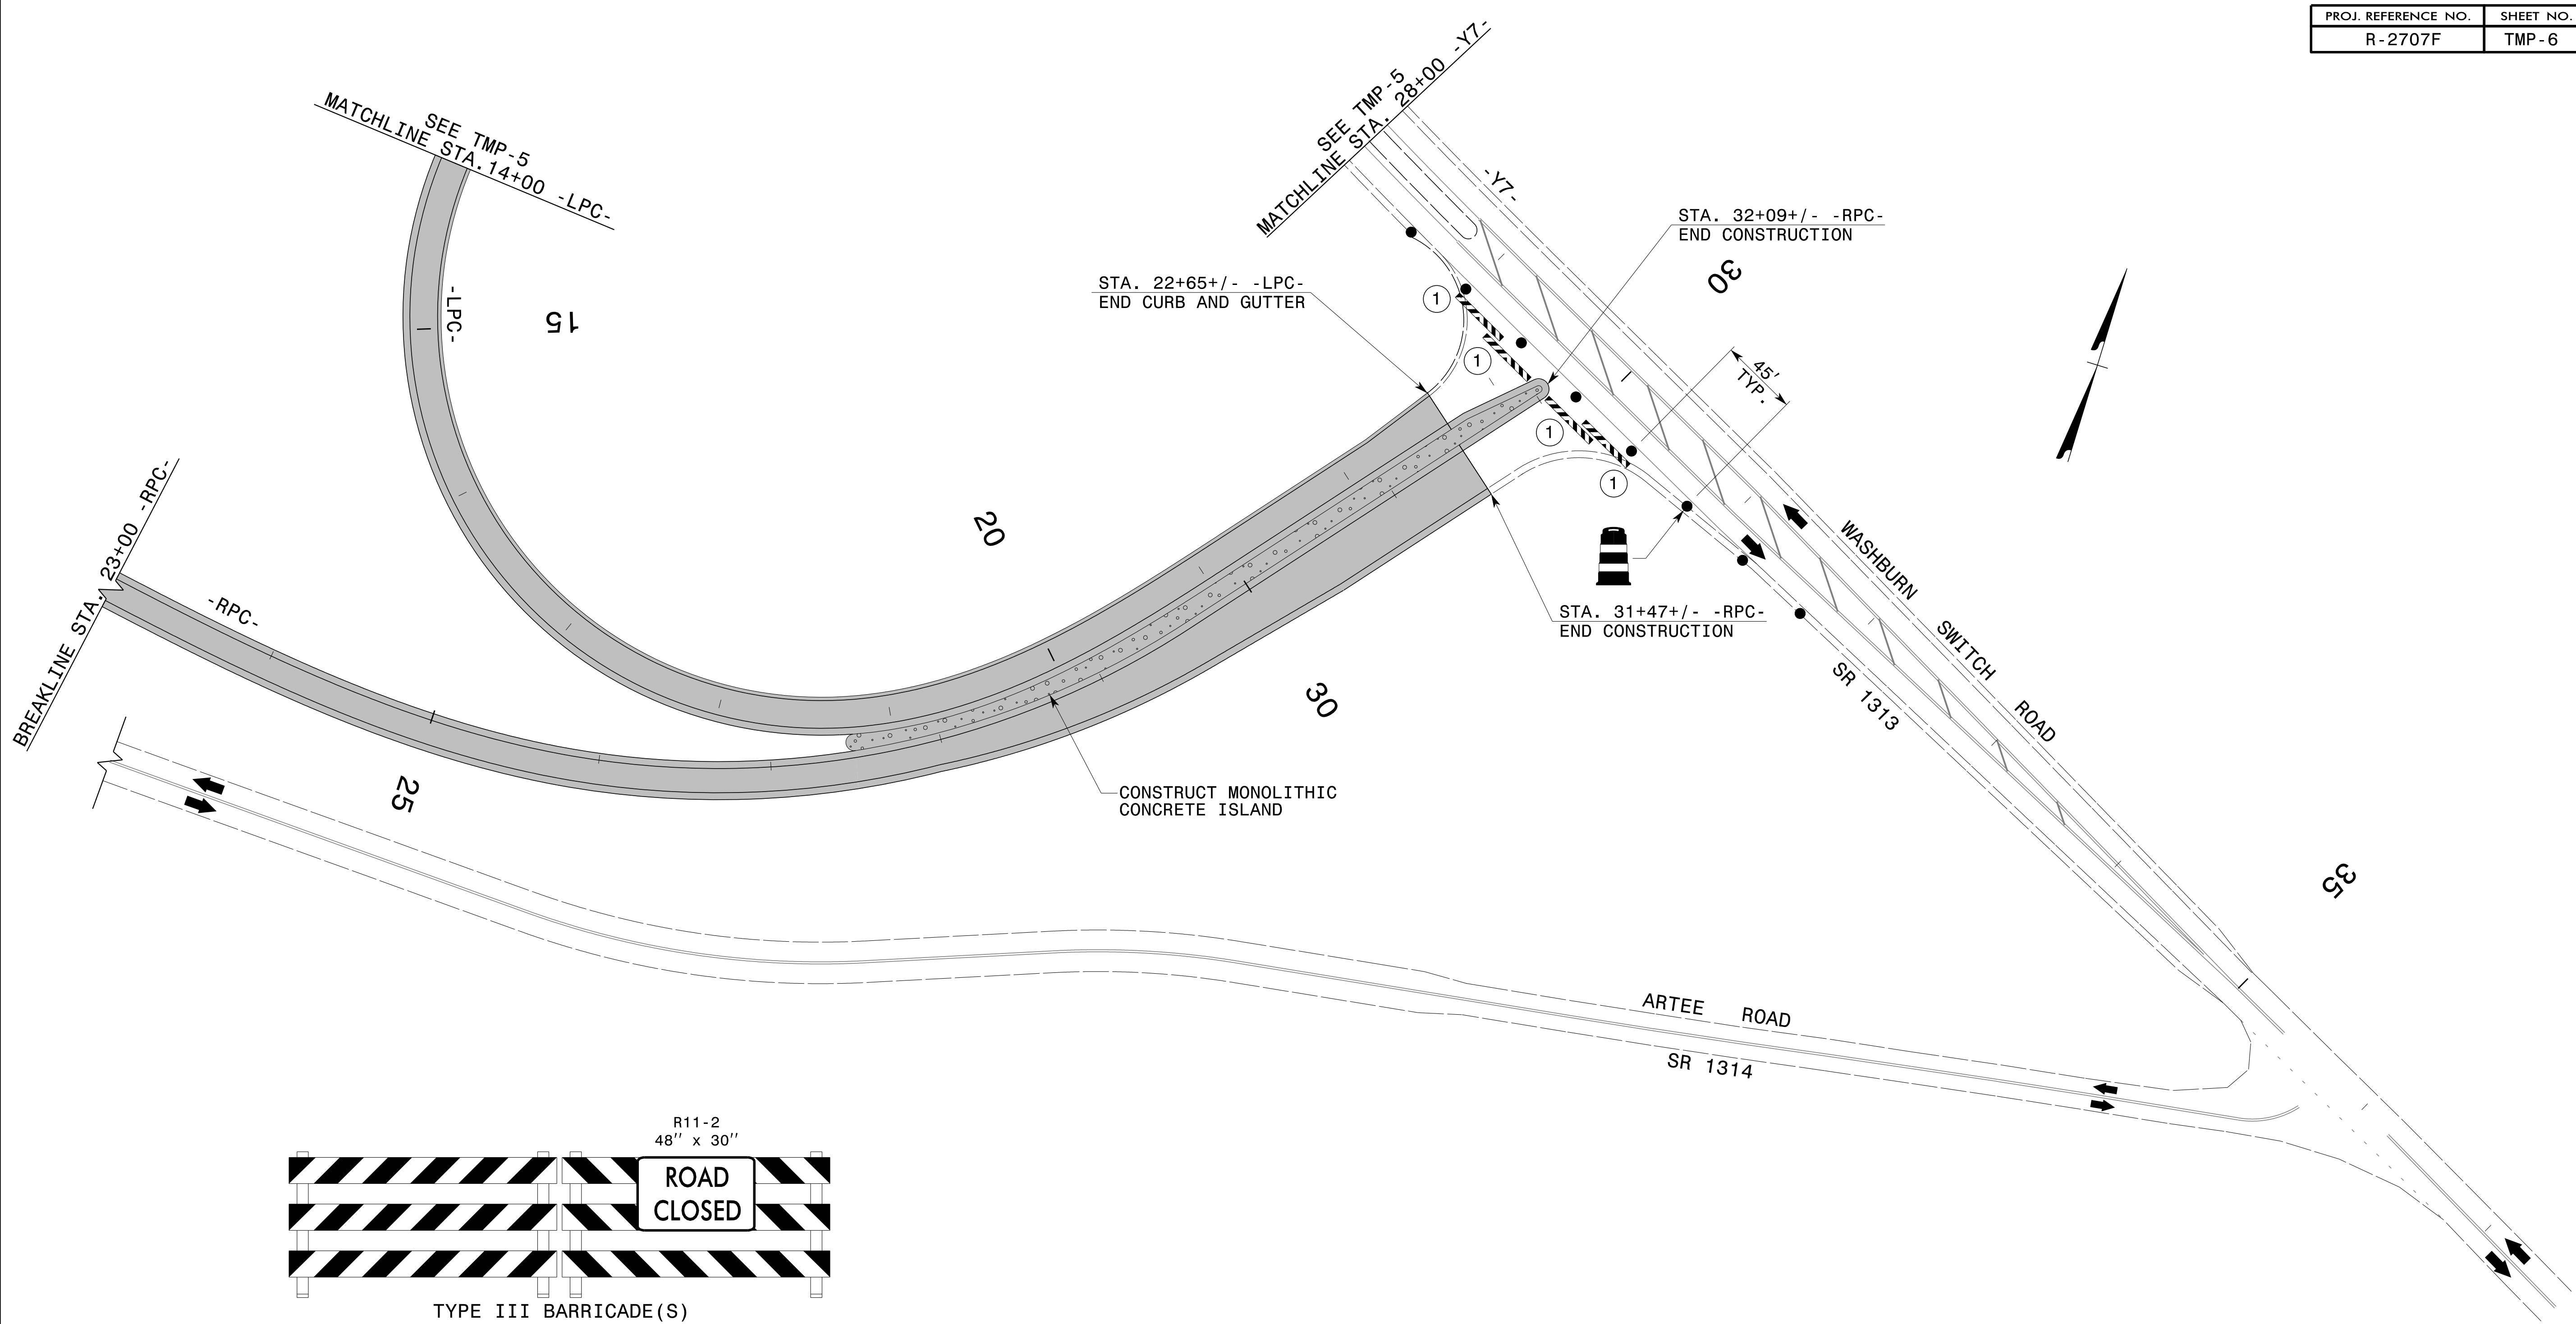 PROJ. REFERENCE NO.
SHEET NO.
R-2707F
TMP-6
SEE TMP-5
MATCHLINE STA.14+00 -LPC-
SEE TMP-5
MATCHLINE STA. 28+00 -Y7-
-Y7-
STA. 32+09+/- -RPC-
END CONSTRUCTION
30
STA. 22+65+/- -LPC-
END CURB AND GUTTER
1
1
1
1
45'
TYP.
-LPC-
15
20
BREAKLINE STA. 23+00 -RPC-
-RPC-
25
30
STA. 31+47+/- -RPC-
END CONSTRUCTION
WASHBURN SWITCH ROAD
SR 1313
CONSTRUCT MONOLITHIC
CONCRETE ISLAND
35
ARTEE ROAD
SR 1314
R11-2
48'' x 30''
ROAD
CLOSED
TYPE III BARRICADE(S)